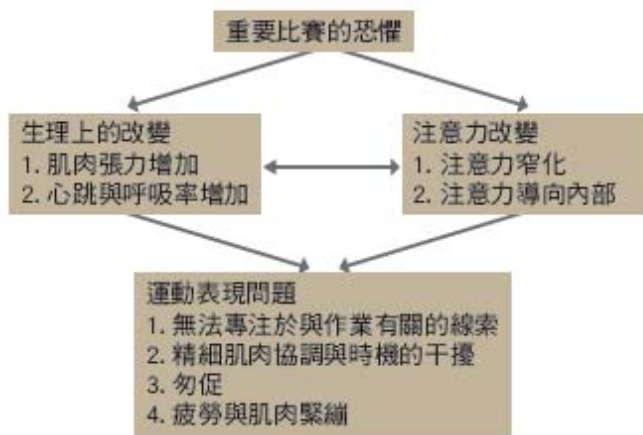 重要比賽的恐懼
生理上的改變
1. 肌肉張力增加
2. 心跳與呼吸率增加
注意力改變
1. 注意力窄化
2. 注意力導向內部
運動表現問題
1. 無法專注於與作業有關的線索
2. 精細肌肉協調與時機的干擾
3. 匆促
4. 疲勞與肌肉緊繃